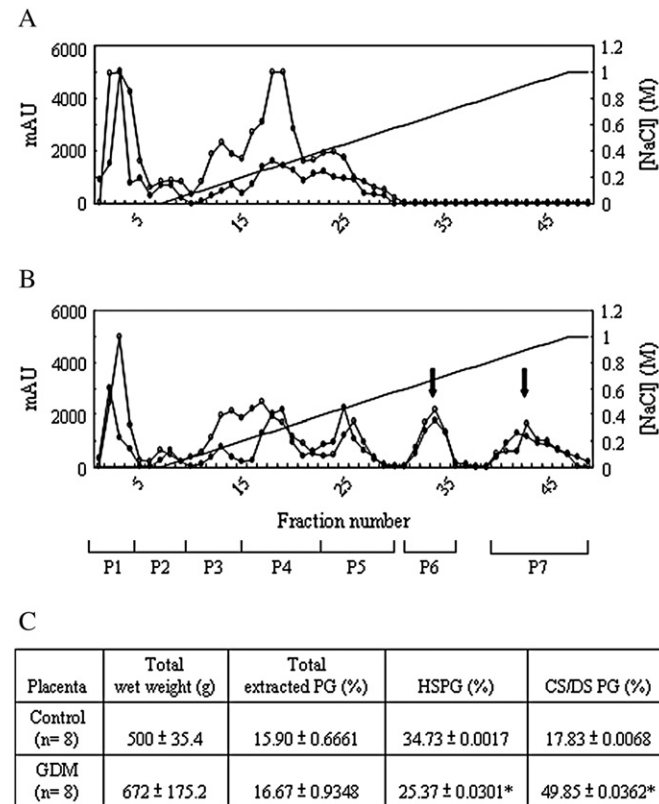 A
6000
4000
2000
0
mAU
1.2
1
0.8
0.6
0.4
0.2
0
[NaCl] (M)
5
15
25
35
45
B
6000
4000
2000
0
mAU
1.2
1
0.8
0.6
0.4
0.2
0
[NaCl] (M)
5
15
25
35
45
Fraction number
P1 P2 P3 P4 P5 P6 P7
C
Placenta Total wet weight (g) Total extracted PG (%) HSPG (%) CS/DS PG (%)
Control (n= 8) 500 ± 35.4 15.90 ± 0.6661 34.73 ± 0.0017 17.83 ± 0.0068
GDM (n= 8) 672 ± 175.2 16.67 ± 0.9348 25.37 ± 0.0301* 49.85 ± 0.0362*